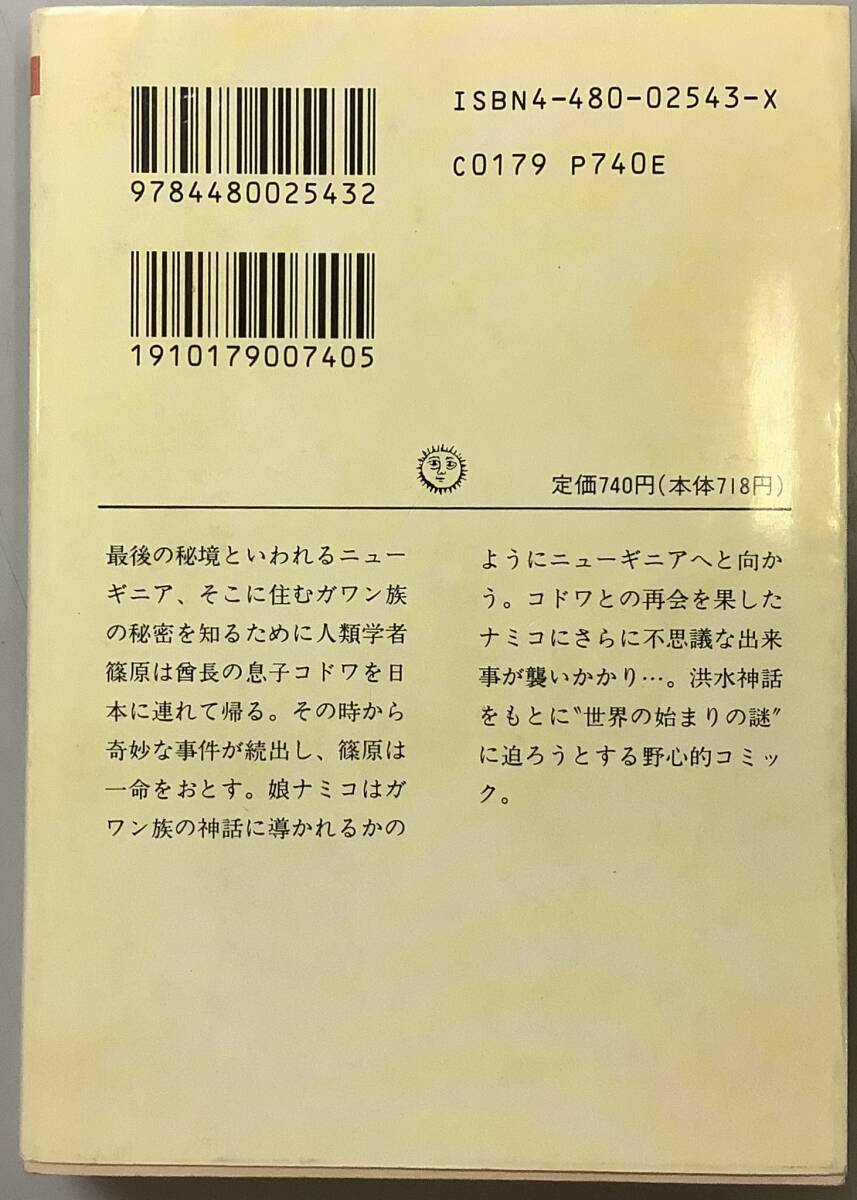 9784480025432
ISBN4-480-02543-X
C0179 P740E
1910179007405
定価740円(本体718円)
最後の秘境といわれるニュー
ギニア、そこに住むガワン族
の秘密を知るために人類学者
篠原は酋長の息子コドワを日
本に連れて帰る。その時から
奇妙な事件が続出し、篠原は
一命をおとす。娘ナミコはガ
ワン族の神話に導かれるかの
ようにニューギニアへと向か
う。コドワとの再会を果した
ナミコにさらに不思議な出来
事が襲いかかり…。洪水神話
をもとに〝世界の始まりの謎〟
に迫ろうとする野心的コミッ
ク。